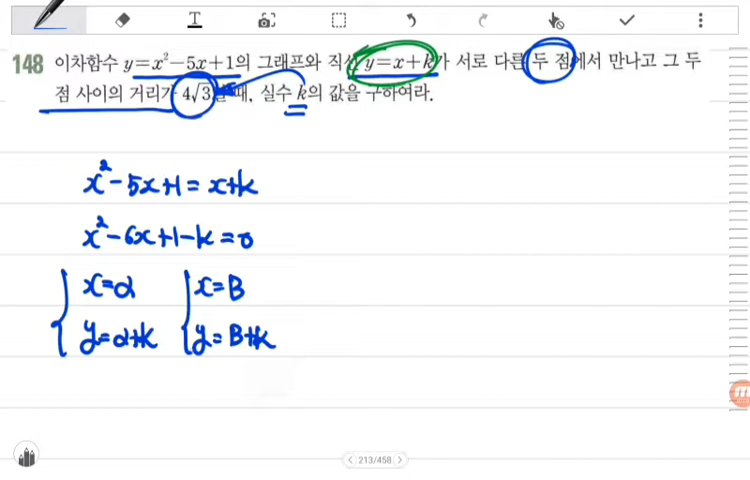 148 이차함수 y=x²-5x+1의 그래프와 직선 y=x+k가 서로 다른 두 점에서 만나고 그 두
점 사이의 거리가 4√3일 때, 실수 k의 값을 구하여라.
x²-5x+1=x+k
x²-6x+1-k=0
x=α x=β
y=α+k y=β+k
213/458